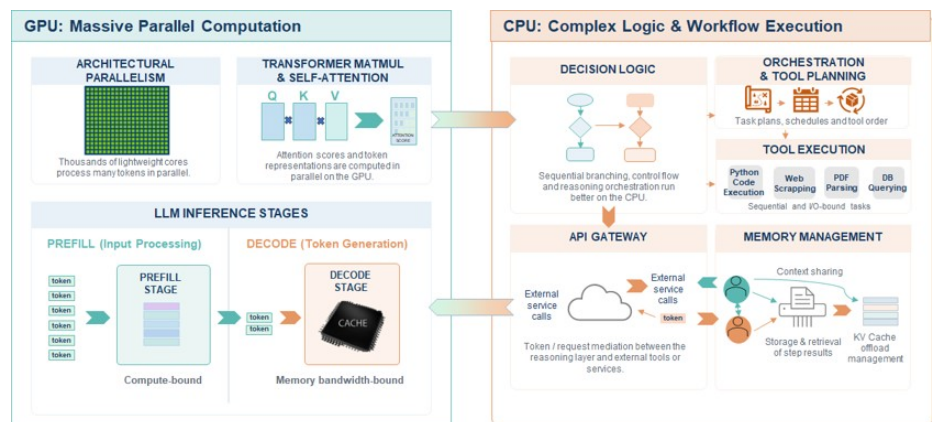 GPU: Massive Parallel Computation
ARCHITECTURAL
PARALLELISM
Thousands of lightweight cores
process many tokens in parallel.
TRANSFORMER MATMUL
& SELF-ATTENTION
Q K V
ATTENTION
SCORE
Attention scores and token
representations are computed in
parallel on the GPU.
LLM INFERENCE STAGES
PREFILL (Input Processing)
token
token
token
token
token
token
PREFILL
STAGE
Compute-bound
token
token
DECODE (Token Generation)
DECODE
STAGE
CACHE
Memory bandwidth-bound
CPU: Complex Logic & Workflow Execution
DECISION LOGIC
Sequential branching, control flow
and reasoning orchestration run
better on the CPU.
ORCHESTRATION
& TOOL PLANNING
Task plans, schedules and tool order
TOOL EXECUTION
Python
Code
Execution
Web
Scrapping
PDF
Parsing
DB
Querying
Sequential and I/O-bound tasks
API GATEWAY
External
service
calls
External
service
calls
token
Token / request mediation between the
reasoning layer and external tools or
services.
MEMORY MANAGEMENT
Context sharing
Storage & retrieval
of step results
KV Cache
offload
management